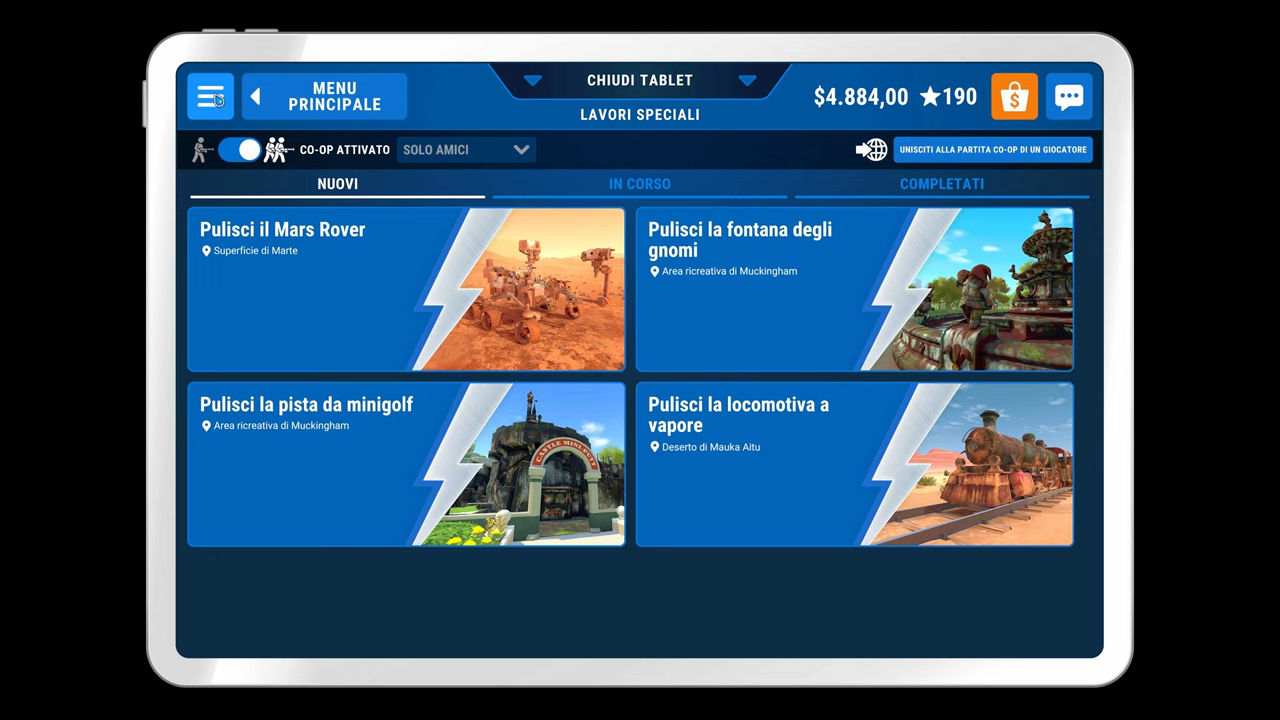 MENU
PRINCIPALE
CHIUDI TABLET
LAVORI SPECIALI
$4.884,00 190
$
CO-OP ATTIVATO
SOLO AMICI
UNISCITI ALLA PARTITA CO-OP DI UN GIOCATORE
NUOVI
IN CORSO
COMPLETATI
Pulisci il Mars Rover
Superficie di Marte
Pulisci la fontana degli
gnomi
Area ricreativa di Muckingham
Pulisci la pista da minigolf
Area ricreativa di Muckingham
CASTLE MINI-PUTT
Pulisci la locomotiva a
vapore
Deserto di Mauka Aitu